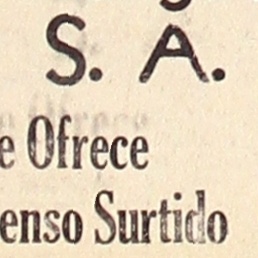 S. A.
e Ofrece
enso Surtido